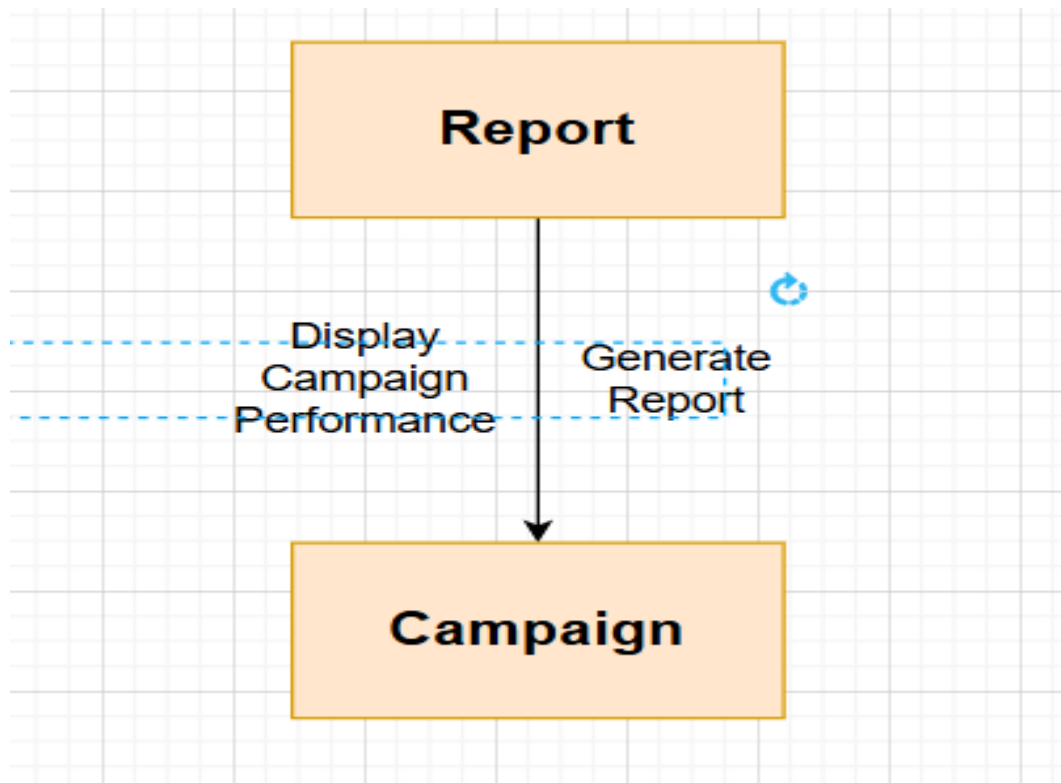 Report
Display
Campaign
Performance
Generate
Report
Campaign